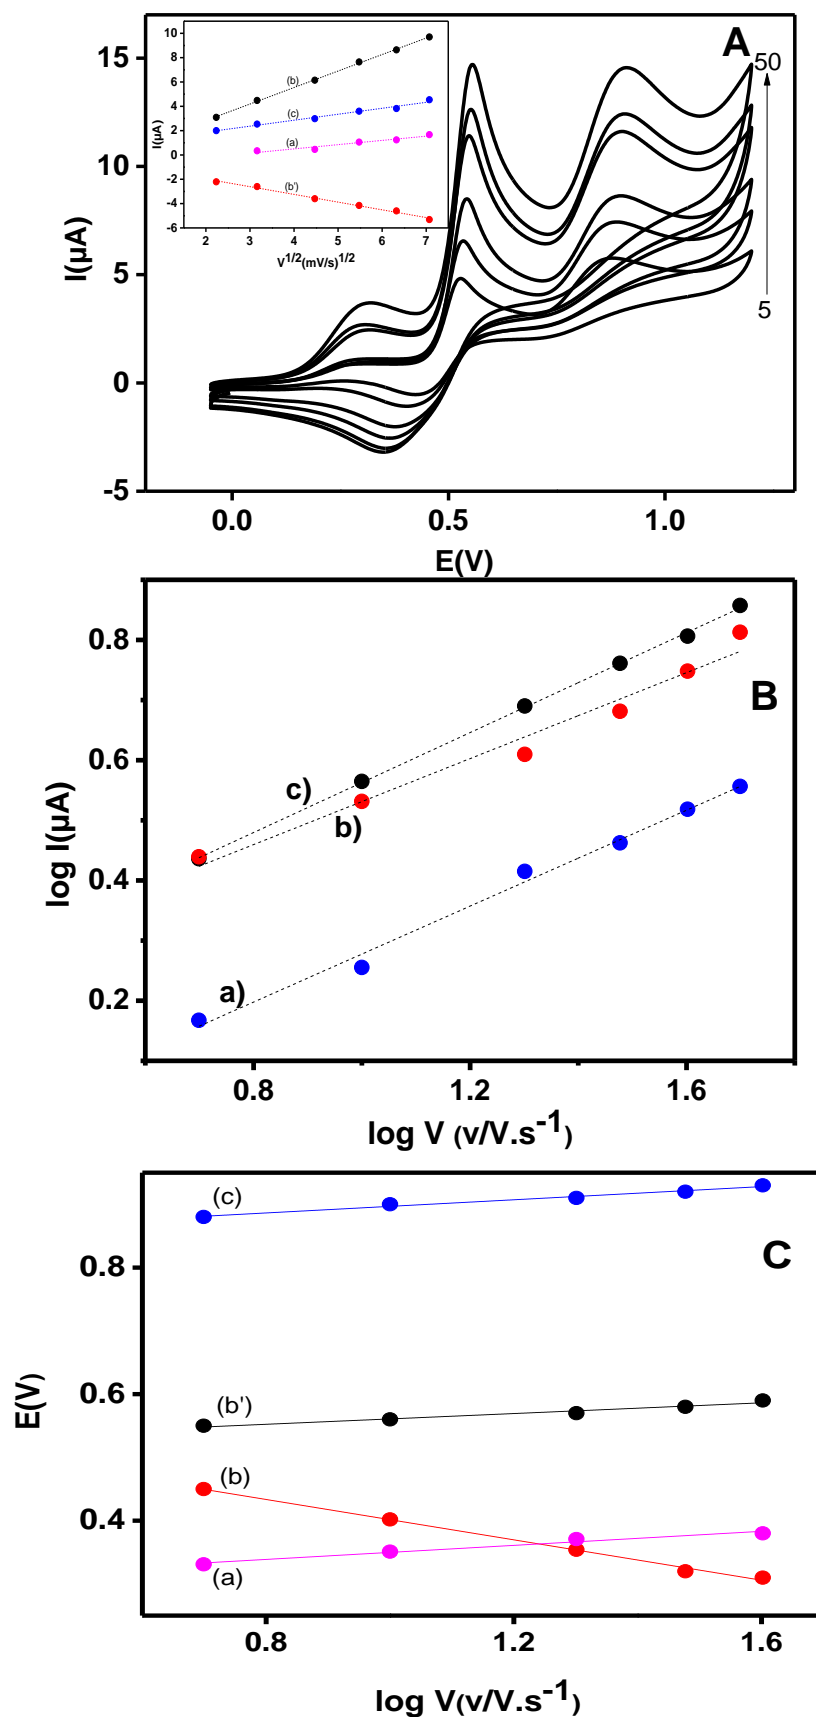 A
15
10
5
0
-5
I(µA)
0.0 0.5 1.0
E(V)
50
5
10
8
6
4
2
0
-2
-4
-6
I(µA)
(b)
(c)
(a)
(b')
2 3 4 5 6 7
V1/2(mV/s)1/2
B
0.8
0.6
0.4
0.2
log I(µA)
c)
b)
a)
0.8 1.2 1.6
log V (v/V.s-1)
C
0.8
0.6
0.4
E(V)
(c)
(b')
(b)
(a)
0.8 1.2 1.6
log V(v/V.s-1)